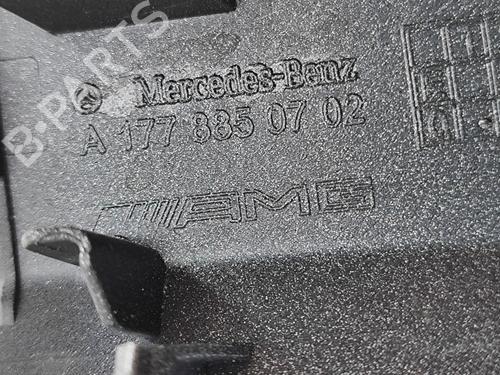 B-PARTS
Mercedes-Benz
A 177 885 07 02
AMG